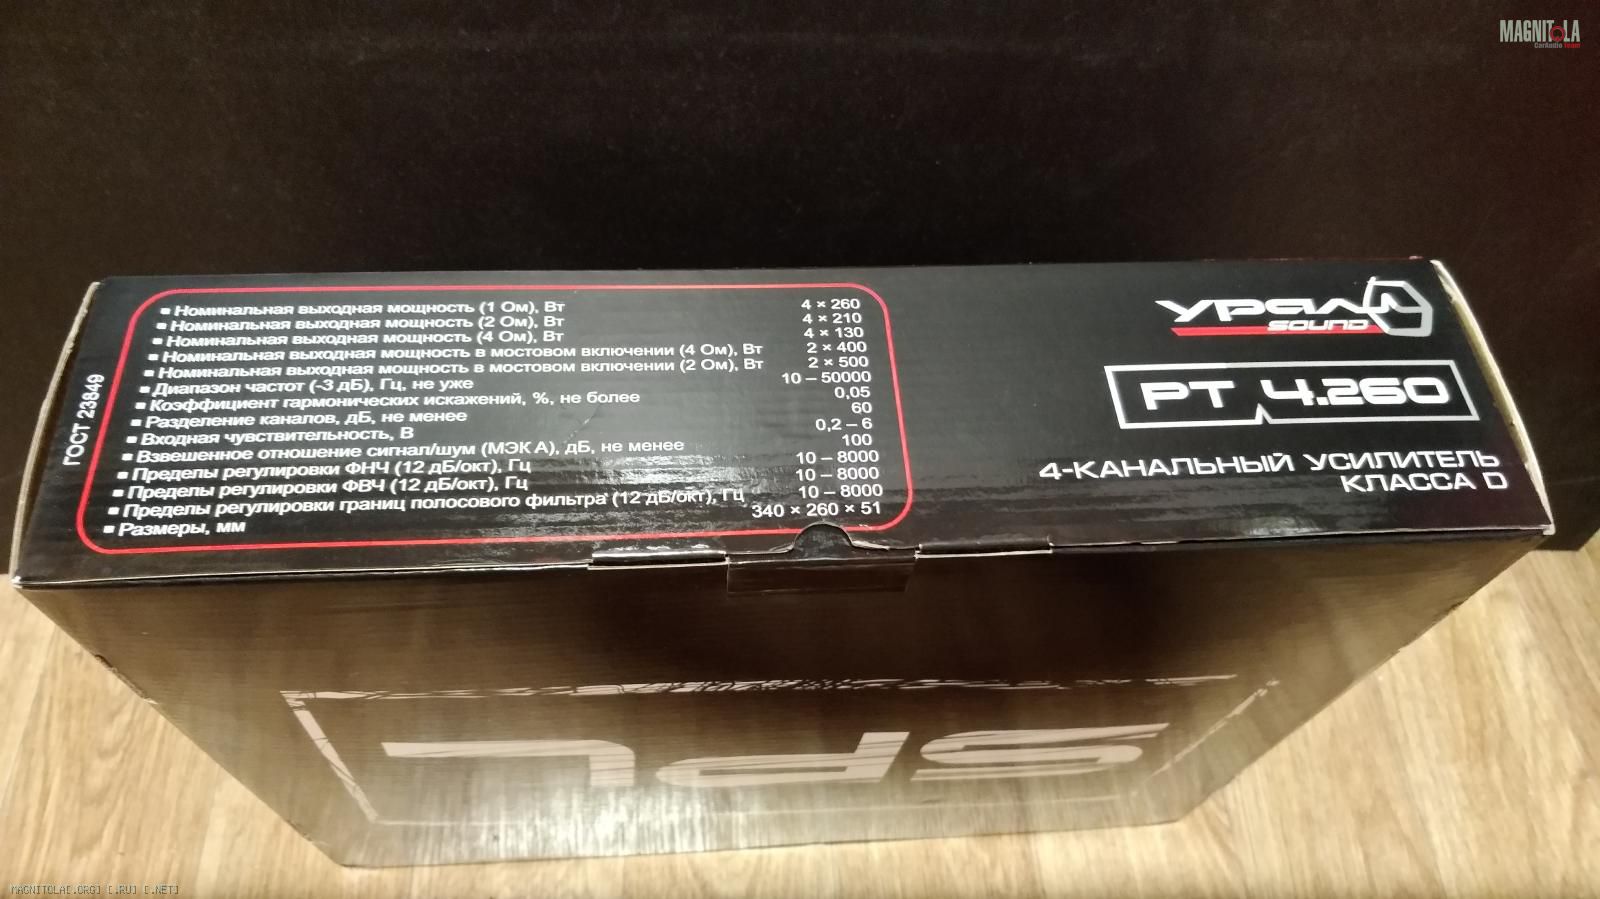 MAGNITOLA
CarAudio Team
ГОСТ 23849
▪ Номинальная выходная мощность (1 Ом), Вт 4 × 260
▪ Номинальная выходная мощность (2 Ом), Вт 4 × 210
▪ Номинальная выходная мощность (4 Ом), Вт 4 × 130
▪ Номинальная выходная мощность в мостовом включении (4 Ом), Вт 2 × 400
▪ Номинальная выходная мощность в мостовом включении (2 Ом), Вт 2 × 500
▪ Диапазон частот (-3 дБ), Гц, не уже 10 – 50000
▪ Коэффициент гармонических искажений, %, не более 0,05
▪ Разделение каналов, дБ, не менее 60
▪ Входная чувствительность, В 0,2 – 6
▪ Взвешенное отношение сигнал/шум (МЭК А), дБ, не менее 100
▪ Пределы регулировки ФНЧ (12 дБ/окт), Гц 10 – 8000
▪ Пределы регулировки ФВЧ (12 дБ/окт), Гц 10 – 8000
▪ Пределы регулировки границ полосового фильтра (12 дБ/окт), Гц 10 – 8000
▪ Размеры, мм 340 × 260 × 51
УРАЛ
SOUND
PT 4.260
4-КАНАЛЬНЫЙ УСИЛИТЕЛЬ
КЛАССА D
SPL
MAGNITOLA[.ORG] [.RU] [.NET]